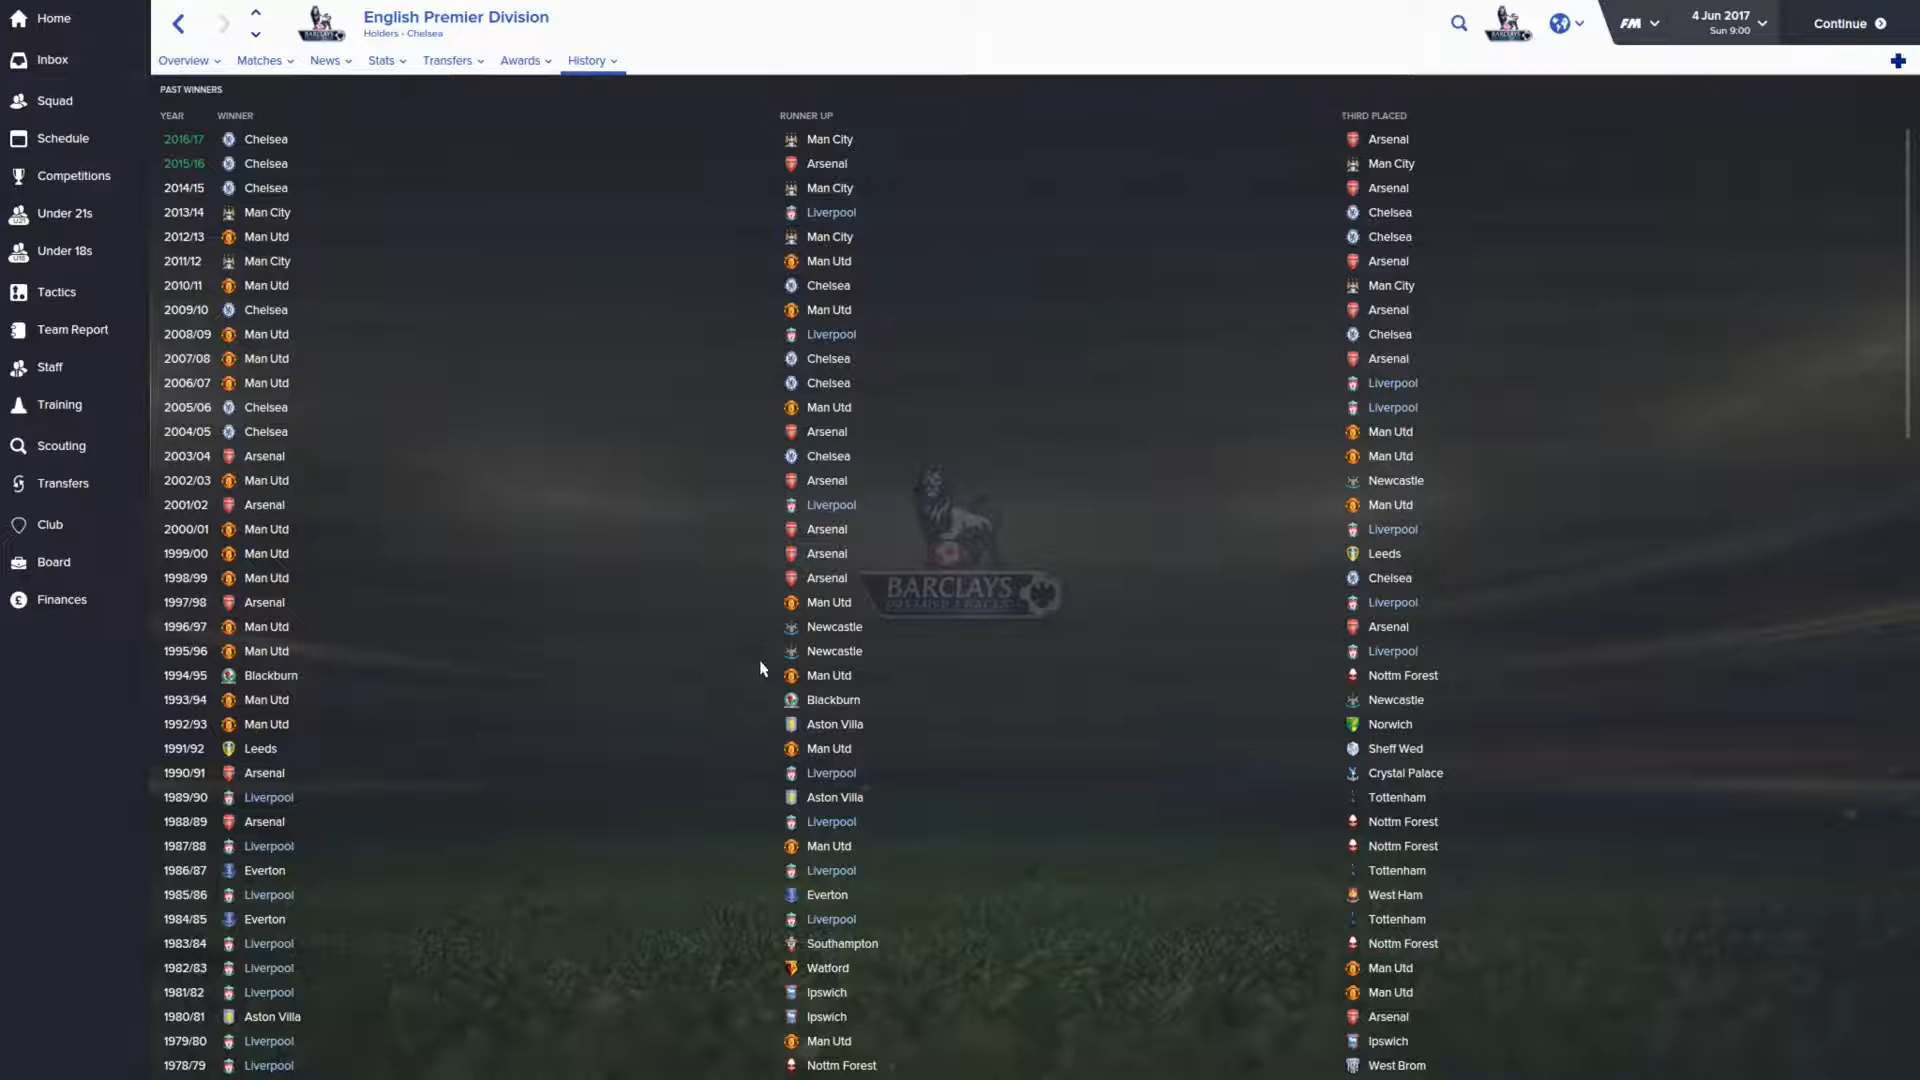 Home
Inbox
Squad
Schedule
Competitions
Under 21s
Under 18s
Tactics
Team Report
Staff
Training
Scouting
Transfers
Club
Board
Finances
English Premier Division
Holders - Chelsea
FM
4 Jun 2017
Sun 9:00
Continue
Overview Matches News Stats Transfers Awards History
PAST WINNERS
YEAR WINNER RUNNER UP THIRD PLACED
2016/17 Chelsea Man City Arsenal
2015/16 Chelsea Arsenal Man City
2014/15 Chelsea Man City Arsenal
2013/14 Man City Liverpool Chelsea
2012/13 Man Utd Man City Chelsea
2011/12 Man City Man Utd Arsenal
2010/11 Man Utd Chelsea Man City
2009/10 Chelsea Man Utd Arsenal
2008/09 Man Utd Liverpool Chelsea
2007/08 Man Utd Chelsea Arsenal
2006/07 Man Utd Chelsea Liverpool
2005/06 Chelsea Man Utd Liverpool
2004/05 Chelsea Arsenal Man Utd
2003/04 Arsenal Chelsea Man Utd
2002/03 Man Utd Arsenal Newcastle
2001/02 Arsenal Liverpool Man Utd
2000/01 Man Utd Arsenal Liverpool
1999/00 Man Utd Arsenal Leeds
1998/99 Man Utd Arsenal Chelsea
1997/98 Arsenal Man Utd Liverpool
1996/97 Man Utd Newcastle Arsenal
1995/96 Man Utd Newcastle Liverpool
1994/95 Blackburn Man Utd Nottm Forest
1993/94 Man Utd Blackburn Newcastle
1992/93 Man Utd Aston Villa Norwich
1991/92 Leeds Man Utd Sheff Wed
1990/91 Arsenal Liverpool Crystal Palace
1989/90 Liverpool Aston Villa Tottenham
1988/89 Arsenal Liverpool Nottm Forest
1987/88 Liverpool Man Utd Nottm Forest
1986/87 Everton Liverpool Tottenham
1985/86 Liverpool Everton West Ham
1984/85 Everton Liverpool Tottenham
1983/84 Liverpool Southampton Nottm Forest
1982/83 Liverpool Watford Man Utd
1981/82 Liverpool Ipswich Man Utd
1980/81 Aston Villa Ipswich Arsenal
1979/80 Liverpool Man Utd Ipswich
1978/79 Liverpool Nottm Forest West Brom
BARCLAYS
PREMIER LEAGUE